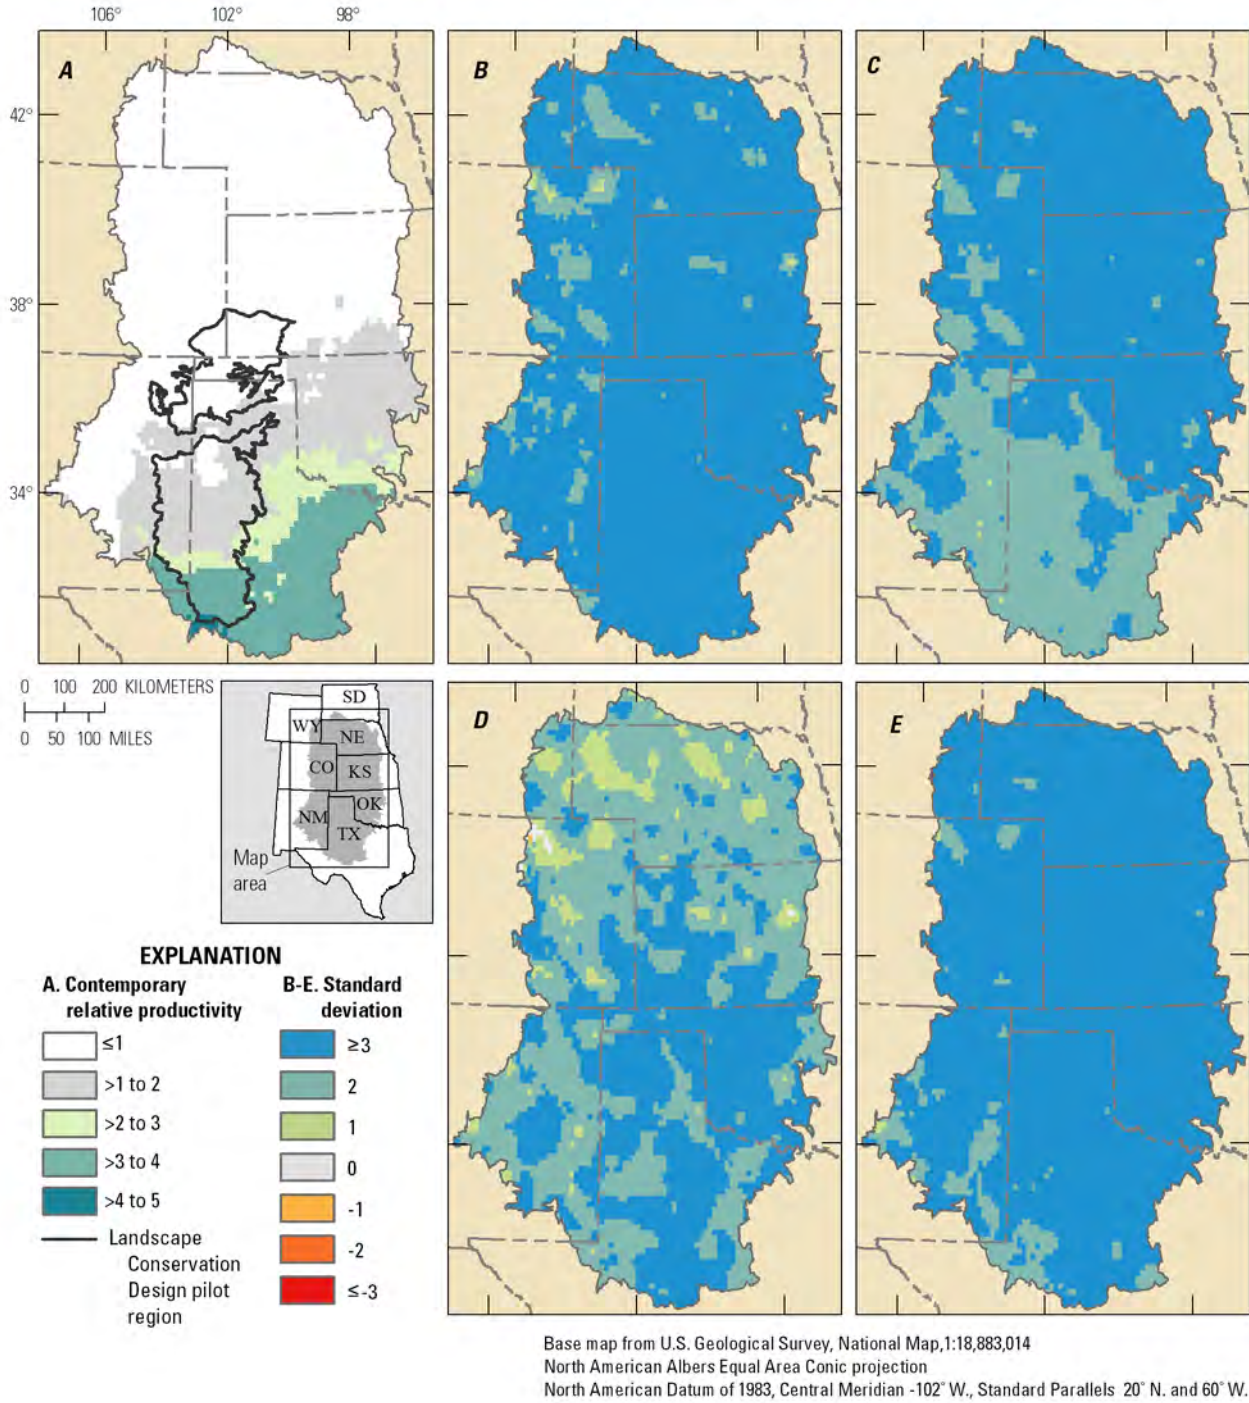 106° 102° 98°
A
B
C
42°
38°
34°
0 100 200 KILOMETERS
0 50 100 MILES
SD
WY
NE
CO
KS
OK
NM
TX
Map
area
D
E
EXPLANATION
A. Contemporary
relative productivity
≤1
>1 to 2
>2 to 3
>3 to 4
>4 to 5
Landscape
Conservation
Design pilot
region
B-E. Standard
deviation
≥3
2
1
0
-1
-2
≤-3
Base map from U.S. Geological Survey, National Map,1:18,883,014
North American Albers Equal Area Conic projection
North American Datum of 1983, Central Meridian -102° W., Standard Parallels 20° N. and 60° W.